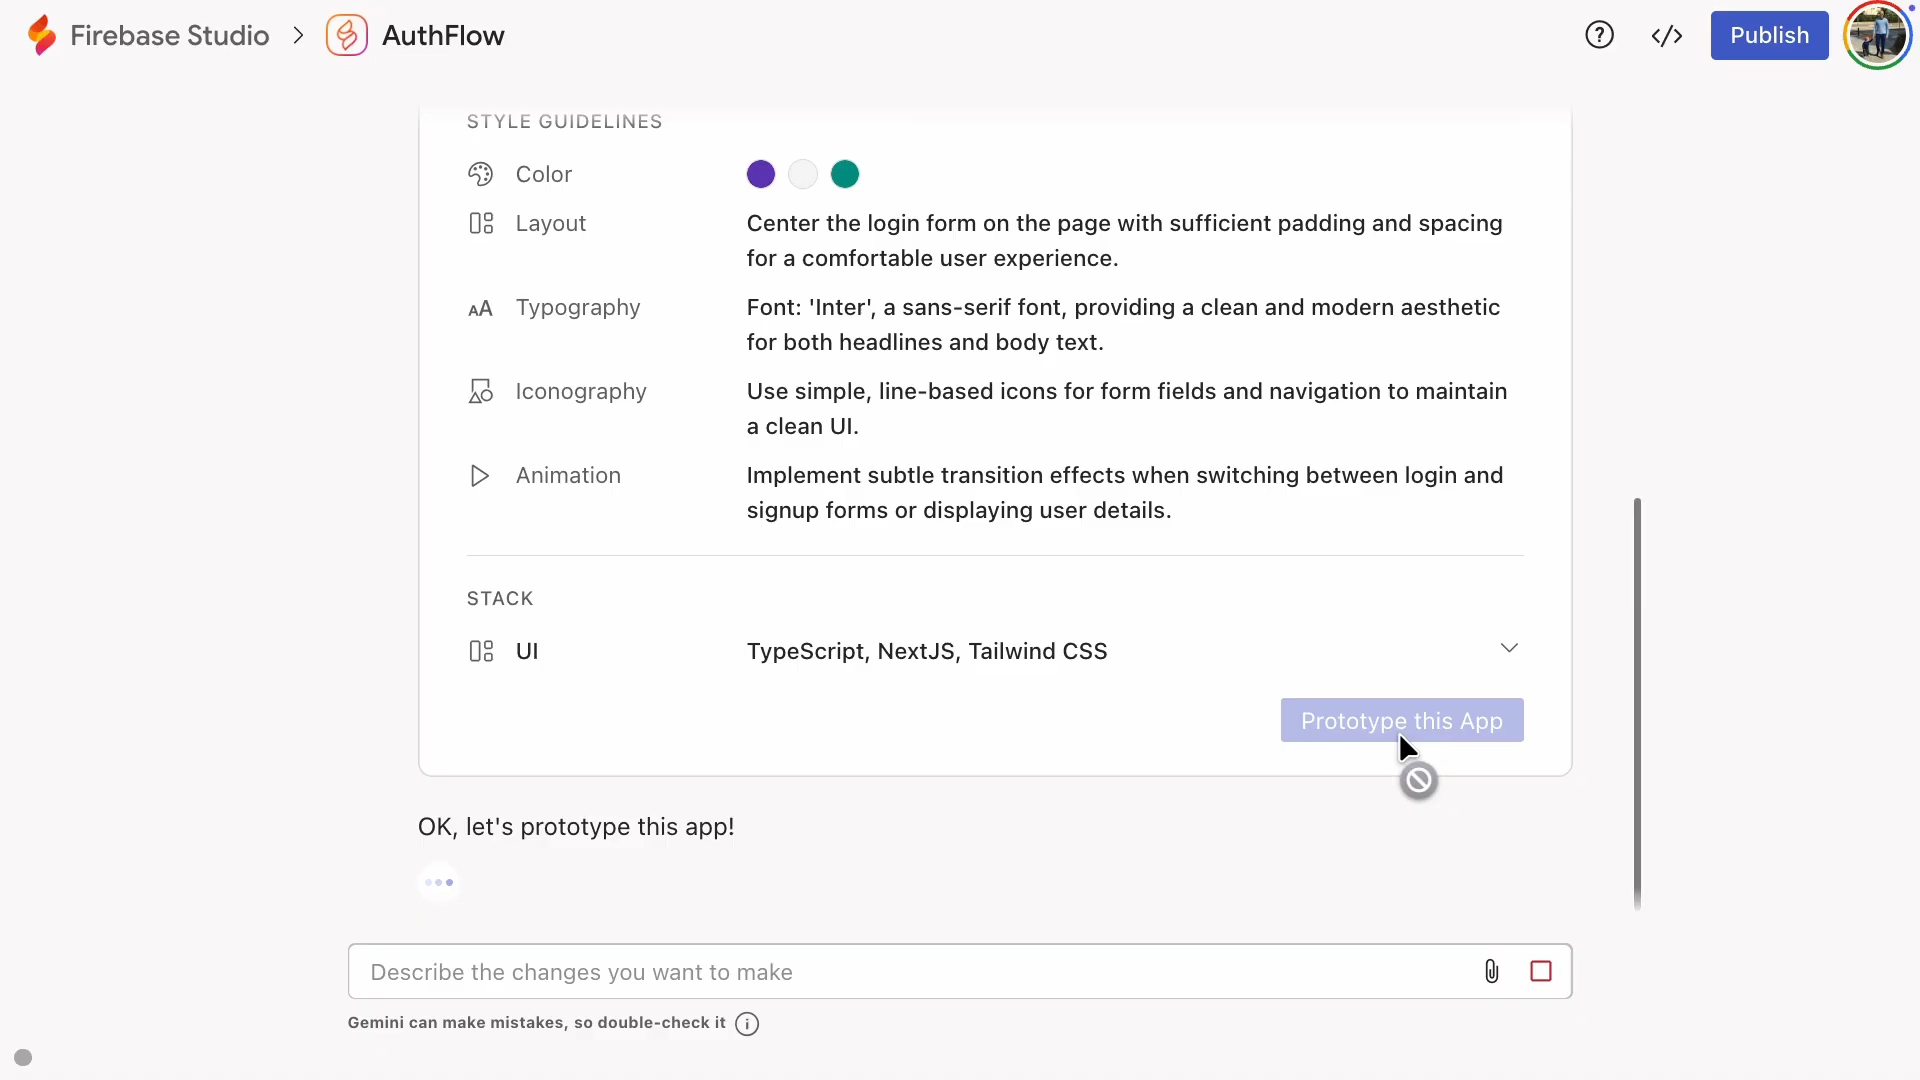 Firebase Studio
AuthFlow
Publish
STYLE GUIDELINES
Color
Layout
Center the login form on the page with sufficient padding and spacing
for a comfortable user experience.
Typography
Font: 'Inter', a sans-serif font, providing a clean and modern aesthetic
for both headlines and body text.
Iconography
Use simple, line-based icons for form fields and navigation to maintain
a clean UI.
Animation
Implement subtle transition effects when switching between login and
signup forms or displaying user details.
STACK
UI
TypeScript, NextJS, Tailwind CSS
Prototype this App
OK, let's prototype this app!
Describe the changes you want to make
Gemini can make mistakes, so double-check it